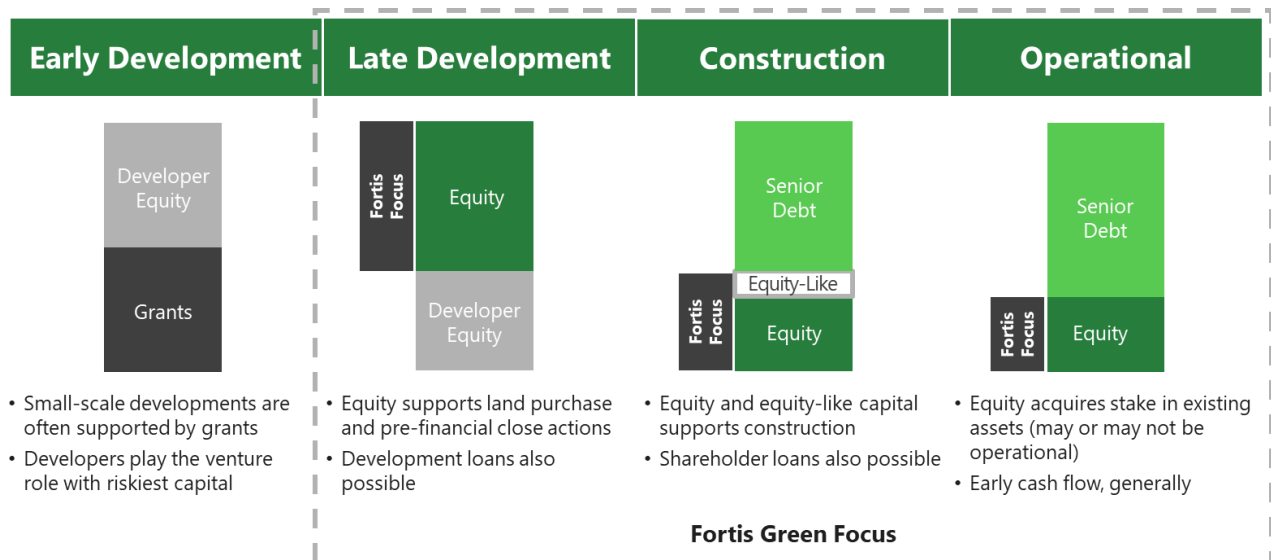 Early Development
Late Development
Construction
Operational
Developer
Equity
Grants
Fortis
Focus
Equity
Developer
Equity
Senior
Debt
Equity-Like
Fortis
Focus
Equity
Senior
Debt
Fortis
Focus
Equity
• Small-scale developments are
often supported by grants
• Developers play the venture
role with riskiest capital
• Equity supports land purchase
and pre-financial close actions
• Development loans also
possible
• Equity and equity-like capital
supports construction
• Shareholder loans also possible
• Equity acquires stake in existing
assets (may or may not be
operational)
• Early cash flow, generally
Fortis Green Focus